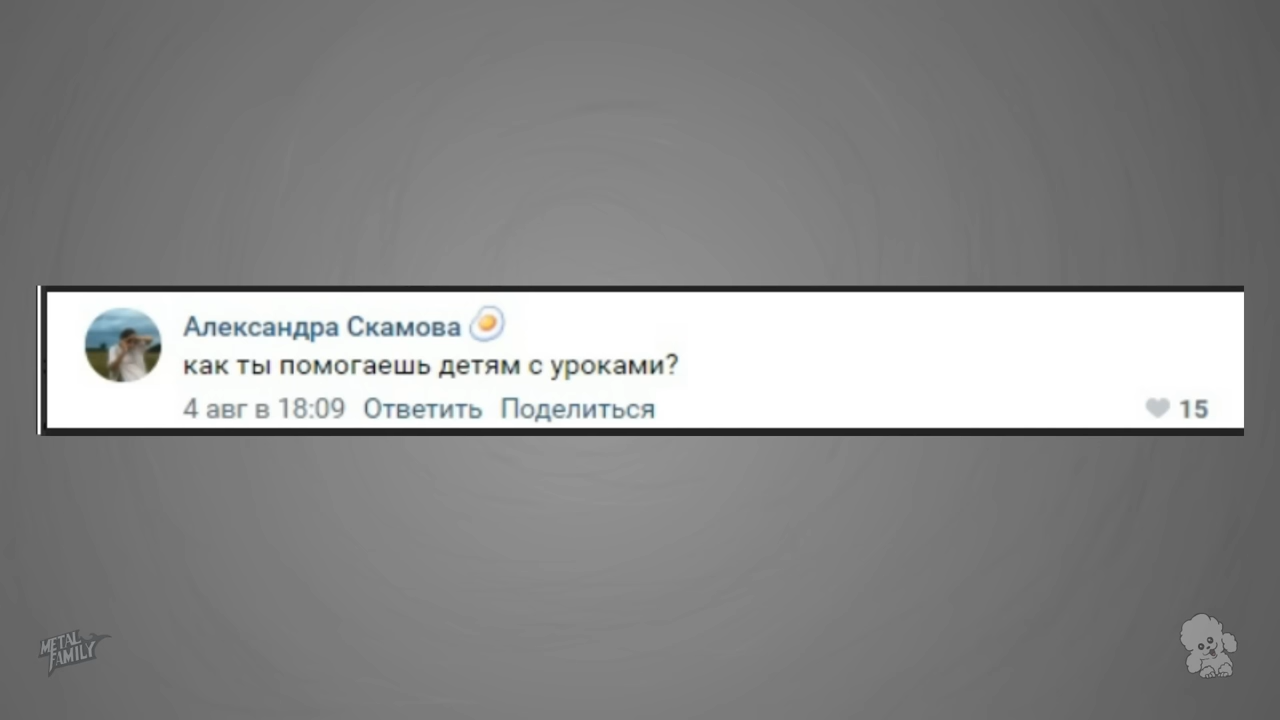 Александра Скамова
как ты помогаешь детям с уроками?
4 авг в 18:09 Ответить Поделиться 15
METAL
FAMILY